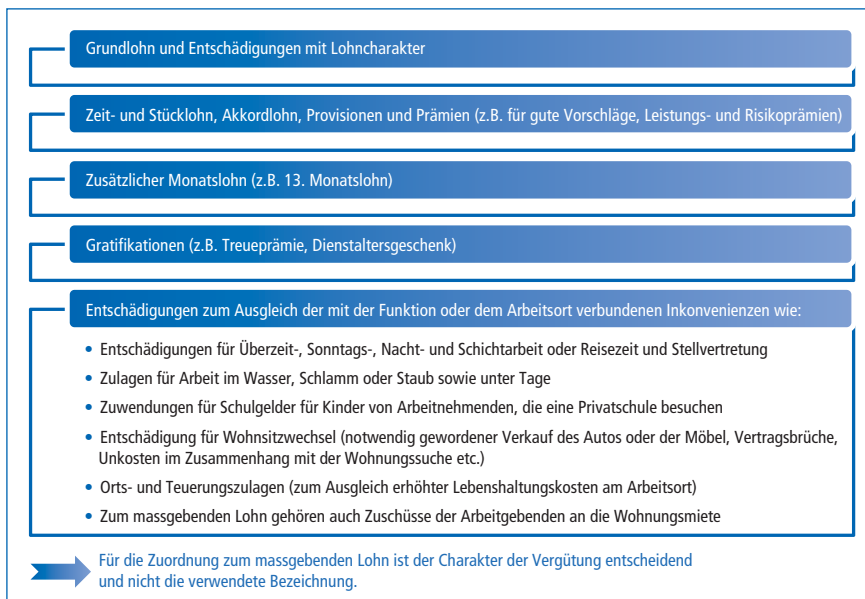 Grundlohn und Entschädigungen mit Lohncharakter
Zeit- und Stücklohn, Akkordlohn, Provisionen und Prämien (z.B. für gute Vorschläge, Leistungs- und Risikoprämien)
Zusätzlicher Monatslohn (z.B. 13. Monatslohn)
Gratifikationen (z.B. Treueprämie, Dienstaltersgeschenk)
Entschädigungen zum Ausgleich der mit der Funktion oder dem Arbeitsort verbundenen Inkonvenienzen wie:
• Entschädigungen für Überzeit-, Sonntags-, Nacht- und Schichtarbeit oder Reisezeit und Stellvertretung
• Zulagen für Arbeit im Wasser, Schlamm oder Staub sowie unter Tage
• Zuwendungen für Schulgelder für Kinder von Arbeitnehmenden, die eine Privatschule besuchen
• Entschädigung für Wohnsitzwechsel (notwendig gewordener Verkauf des Autos oder der Möbel, Vertragsbrüche,
Unkosten im Zusammenhang mit der Wohnungssuche etc.)
• Orts- und Teuerungszulagen (zum Ausgleich erhöhter Lebenshaltungskosten am Arbeitsort)
• Zum massgebenden Lohn gehören auch Zuschüsse der Arbeitgebenden an die Wohnungsmiete
Für die Zuordnung zum massgebenden Lohn ist der Charakter der Vergütung entscheidend
und nicht die verwendete Bezeichnung.